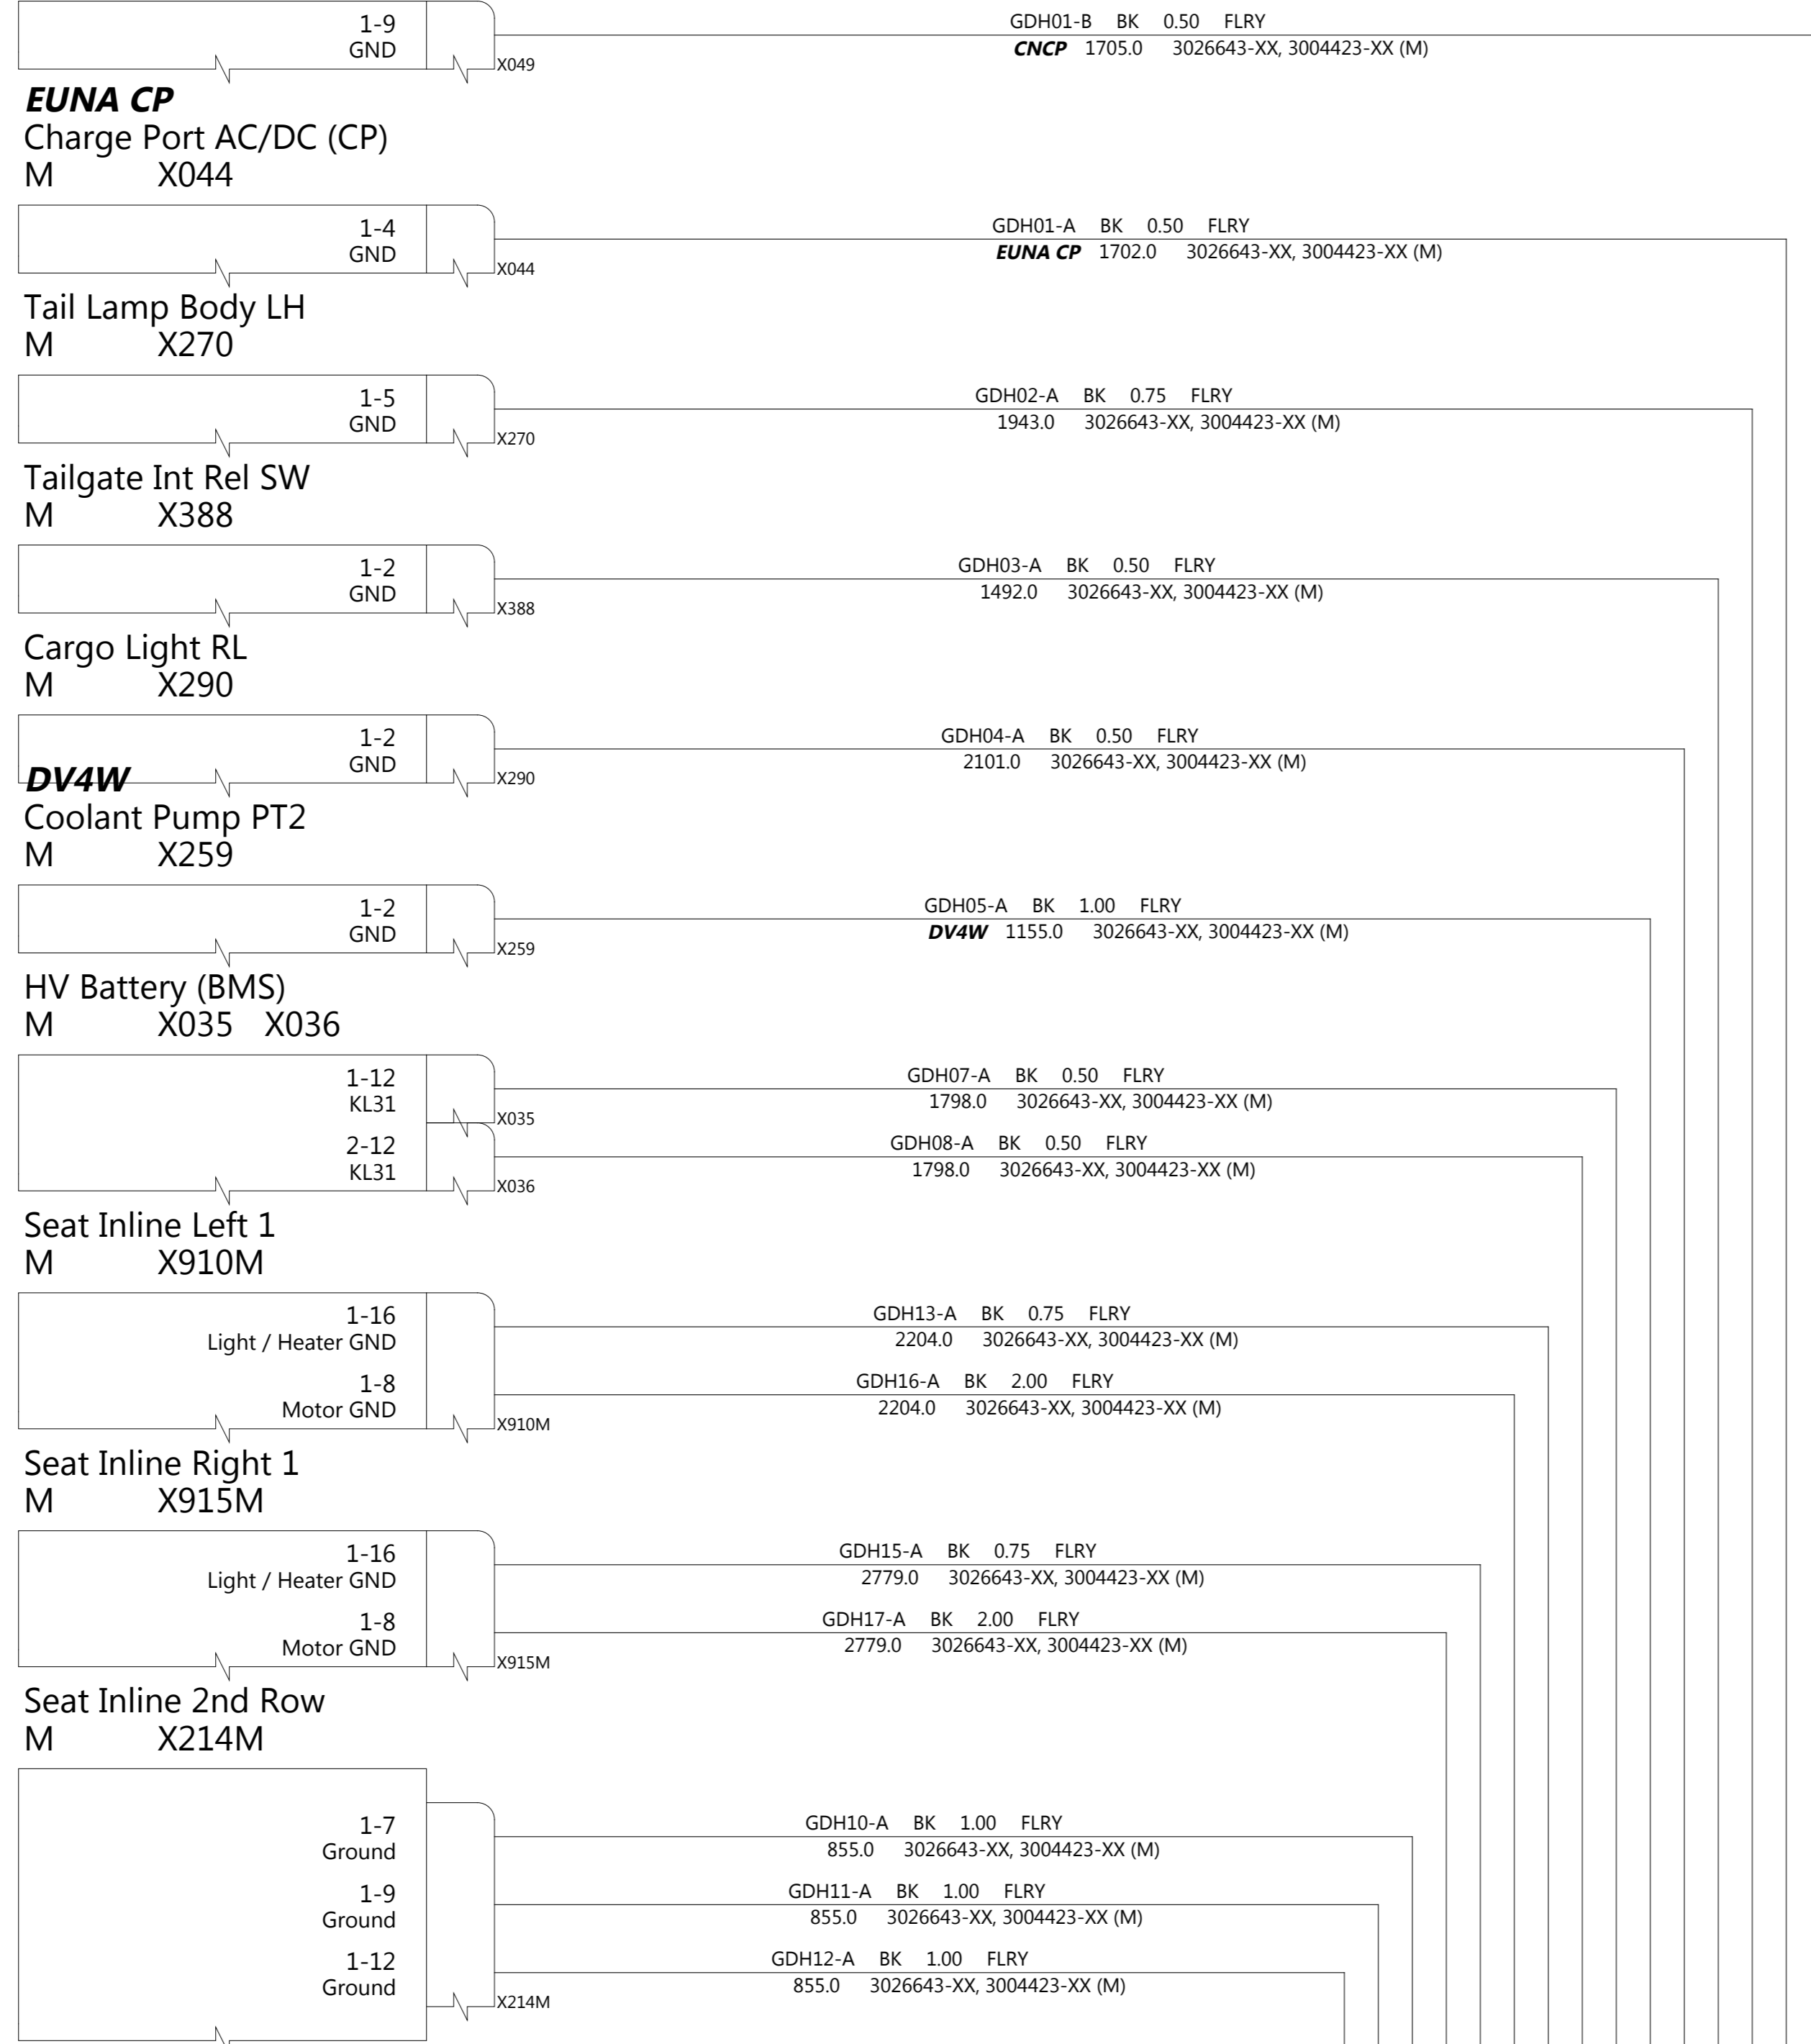 1-9
GND
X049
GDH01-B BK 0.50 FLRY
CNCP 1705.0 3026643-XX, 3004423-XX (M)
EUNA CP
Charge Port AC/DC (CP)
M X044
1-4
GND
X044
GDH01-A BK 0.50 FLRY
EUNA CP 1702.0 3026643-XX, 3004423-XX (M)
Tail Lamp Body LH
M X270
1-5
GND
X270
GDH02-A BK 0.75 FLRY
1943.0 3026643-XX, 3004423-XX (M)
Tailgate Int Rel SW
M X388
1-2
GND
X388
GDH03-A BK 0.50 FLRY
1492.0 3026643-XX, 3004423-XX (M)
Cargo Light RL
M X290
1-2
GND
X290
GDH04-A BK 0.50 FLRY
2101.0 3026643-XX, 3004423-XX (M)
DV4W
Coolant Pump PT2
M X259
1-2
GND
X259
GDH05-A BK 1.00 FLRY
DV4W 1155.0 3026643-XX, 3004423-XX (M)
HV Battery (BMS)
M X035 X036
1-12
KL31
X035
GDH07-A BK 0.50 FLRY
1798.0 3026643-XX, 3004423-XX (M)
2-12
KL31
X036
GDH08-A BK 0.50 FLRY
1798.0 3026643-XX, 3004423-XX (M)
Seat Inline Left 1
M X910M
1-16
Light / Heater GND
GDH13-A BK 0.75 FLRY
2204.0 3026643-XX, 3004423-XX (M)
1-8
Motor GND
X910M
GDH16-A BK 2.00 FLRY
2204.0 3026643-XX, 3004423-XX (M)
Seat Inline Right 1
M X915M
1-16
Light / Heater GND
GDH15-A BK 0.75 FLRY
2779.0 3026643-XX, 3004423-XX (M)
1-8
Motor GND
X915M
GDH17-A BK 2.00 FLRY
2779.0 3026643-XX, 3004423-XX (M)
Seat Inline 2nd Row
M X214M
1-7
Ground
GDH10-A BK 1.00 FLRY
855.0 3026643-XX, 3004423-XX (M)
1-9
Ground
GDH11-A BK 1.00 FLRY
855.0 3026643-XX, 3004423-XX (M)
1-12
Ground
X214M
GDH12-A BK 1.00 FLRY
855.0 3026643-XX, 3004423-XX (M)